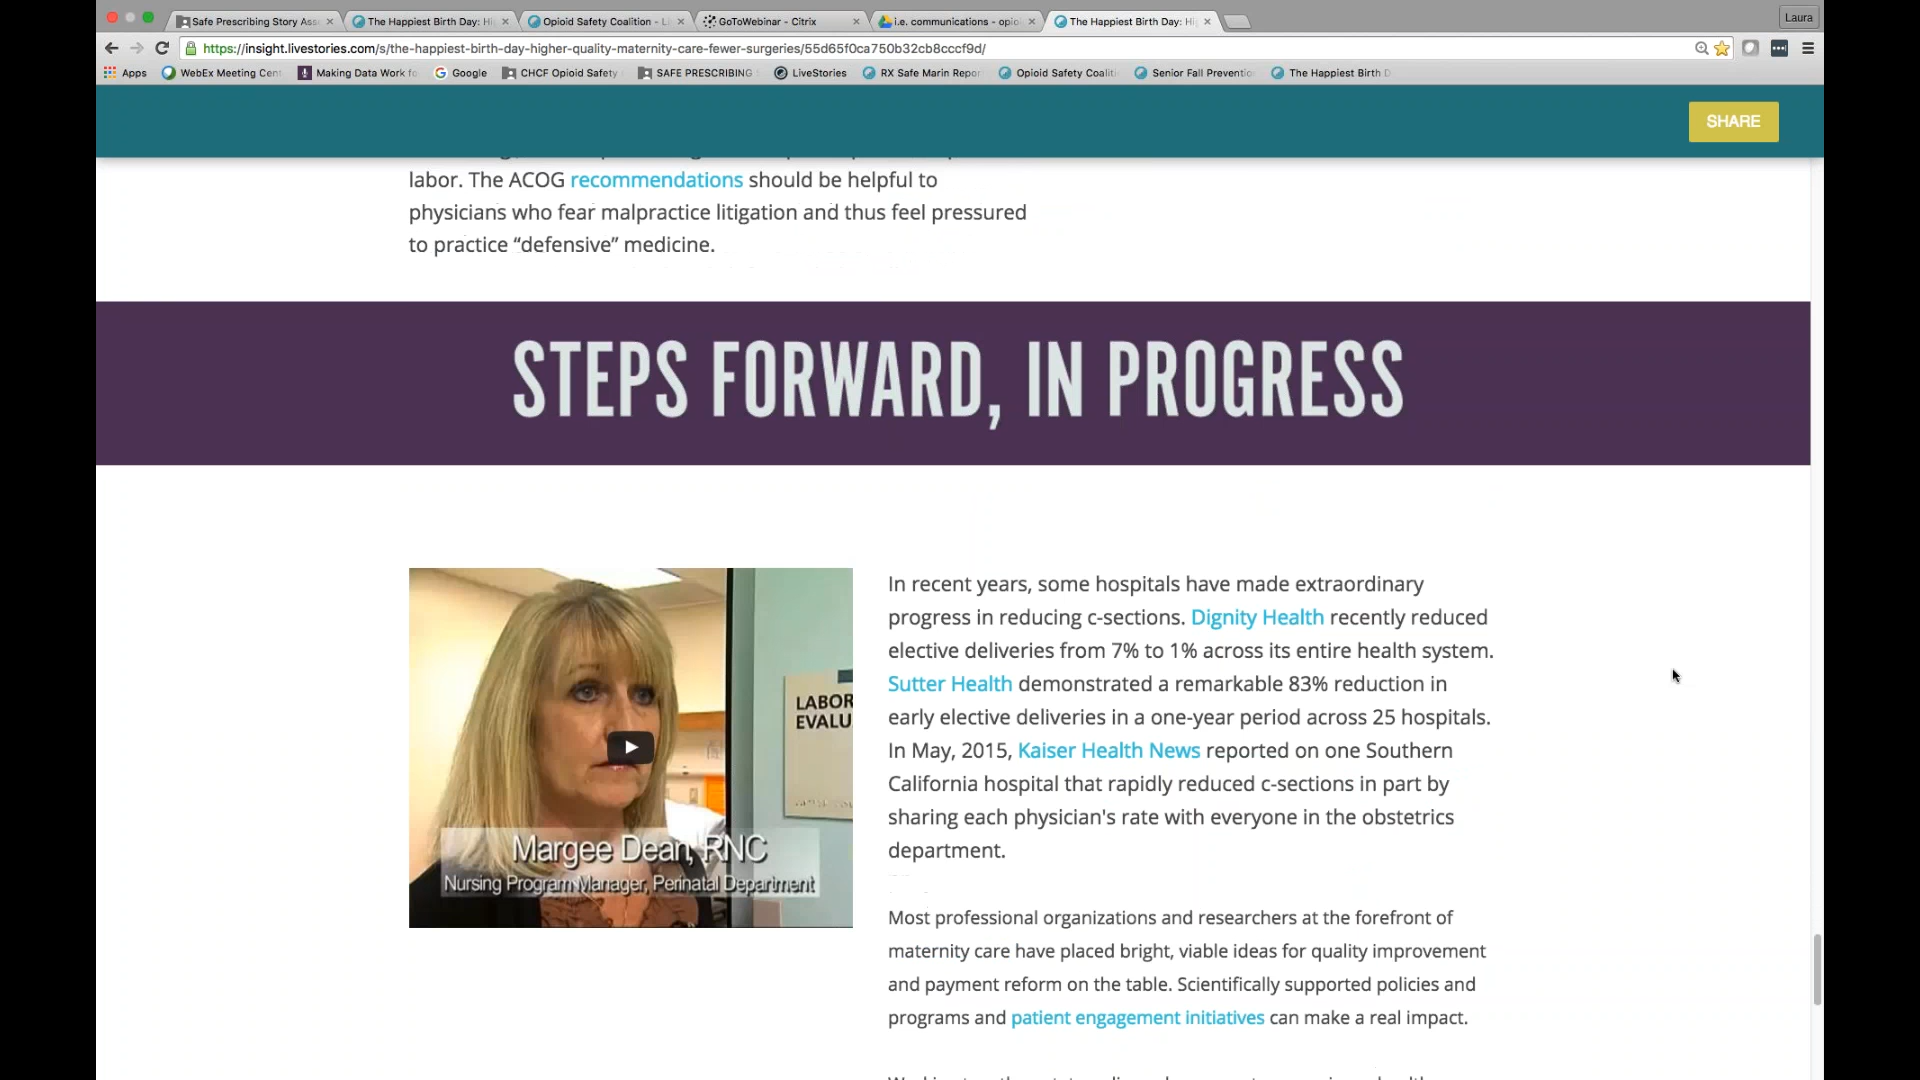 Safe Prescribing Story Ass
The Happiest Birth Day: Hi
Opioid Safety Coalition - Li
GoToWebinar - Citrix
i.e. communications - opio
The Happiest Birth Day: Hi
Laura
https://insight.livestories.com/s/the-happiest-birth-day-higher-quality-maternity-care-fewer-surgeries/55d65f0ca750b32cb8cccf9d/
Apps
WebEx Meeting Cent
Making Data Work fo
Google
CHCF Opioid Safety
SAFE PRESCRIBING
LiveStories
RX Safe Marin Repor
Opioid Safety Coaliti
Senior Fall Preventio
The Happiest Birth D
SHARE
labor. The ACOG recommendations should be helpful to
physicians who fear malpractice litigation and thus feel pressured
to practice “defensive” medicine.
STEPS FORWARD, IN PROGRESS
LABOR
EVALU
Margee Dean, RNC
Nursing Program Manager, Perinatal Department
In recent years, some hospitals have made extraordinary
progress in reducing c-sections. Dignity Health recently reduced
elective deliveries from 7% to 1% across its entire health system.
Sutter Health demonstrated a remarkable 83% reduction in
early elective deliveries in a one-year period across 25 hospitals.
In May, 2015, Kaiser Health News reported on one Southern
California hospital that rapidly reduced c-sections in part by
sharing each physician's rate with everyone in the obstetrics
department.
Most professional organizations and researchers at the forefront of
maternity care have placed bright, viable ideas for quality improvement
and payment reform on the table. Scientifically supported policies and
programs and patient engagement initiatives can make a real impact.